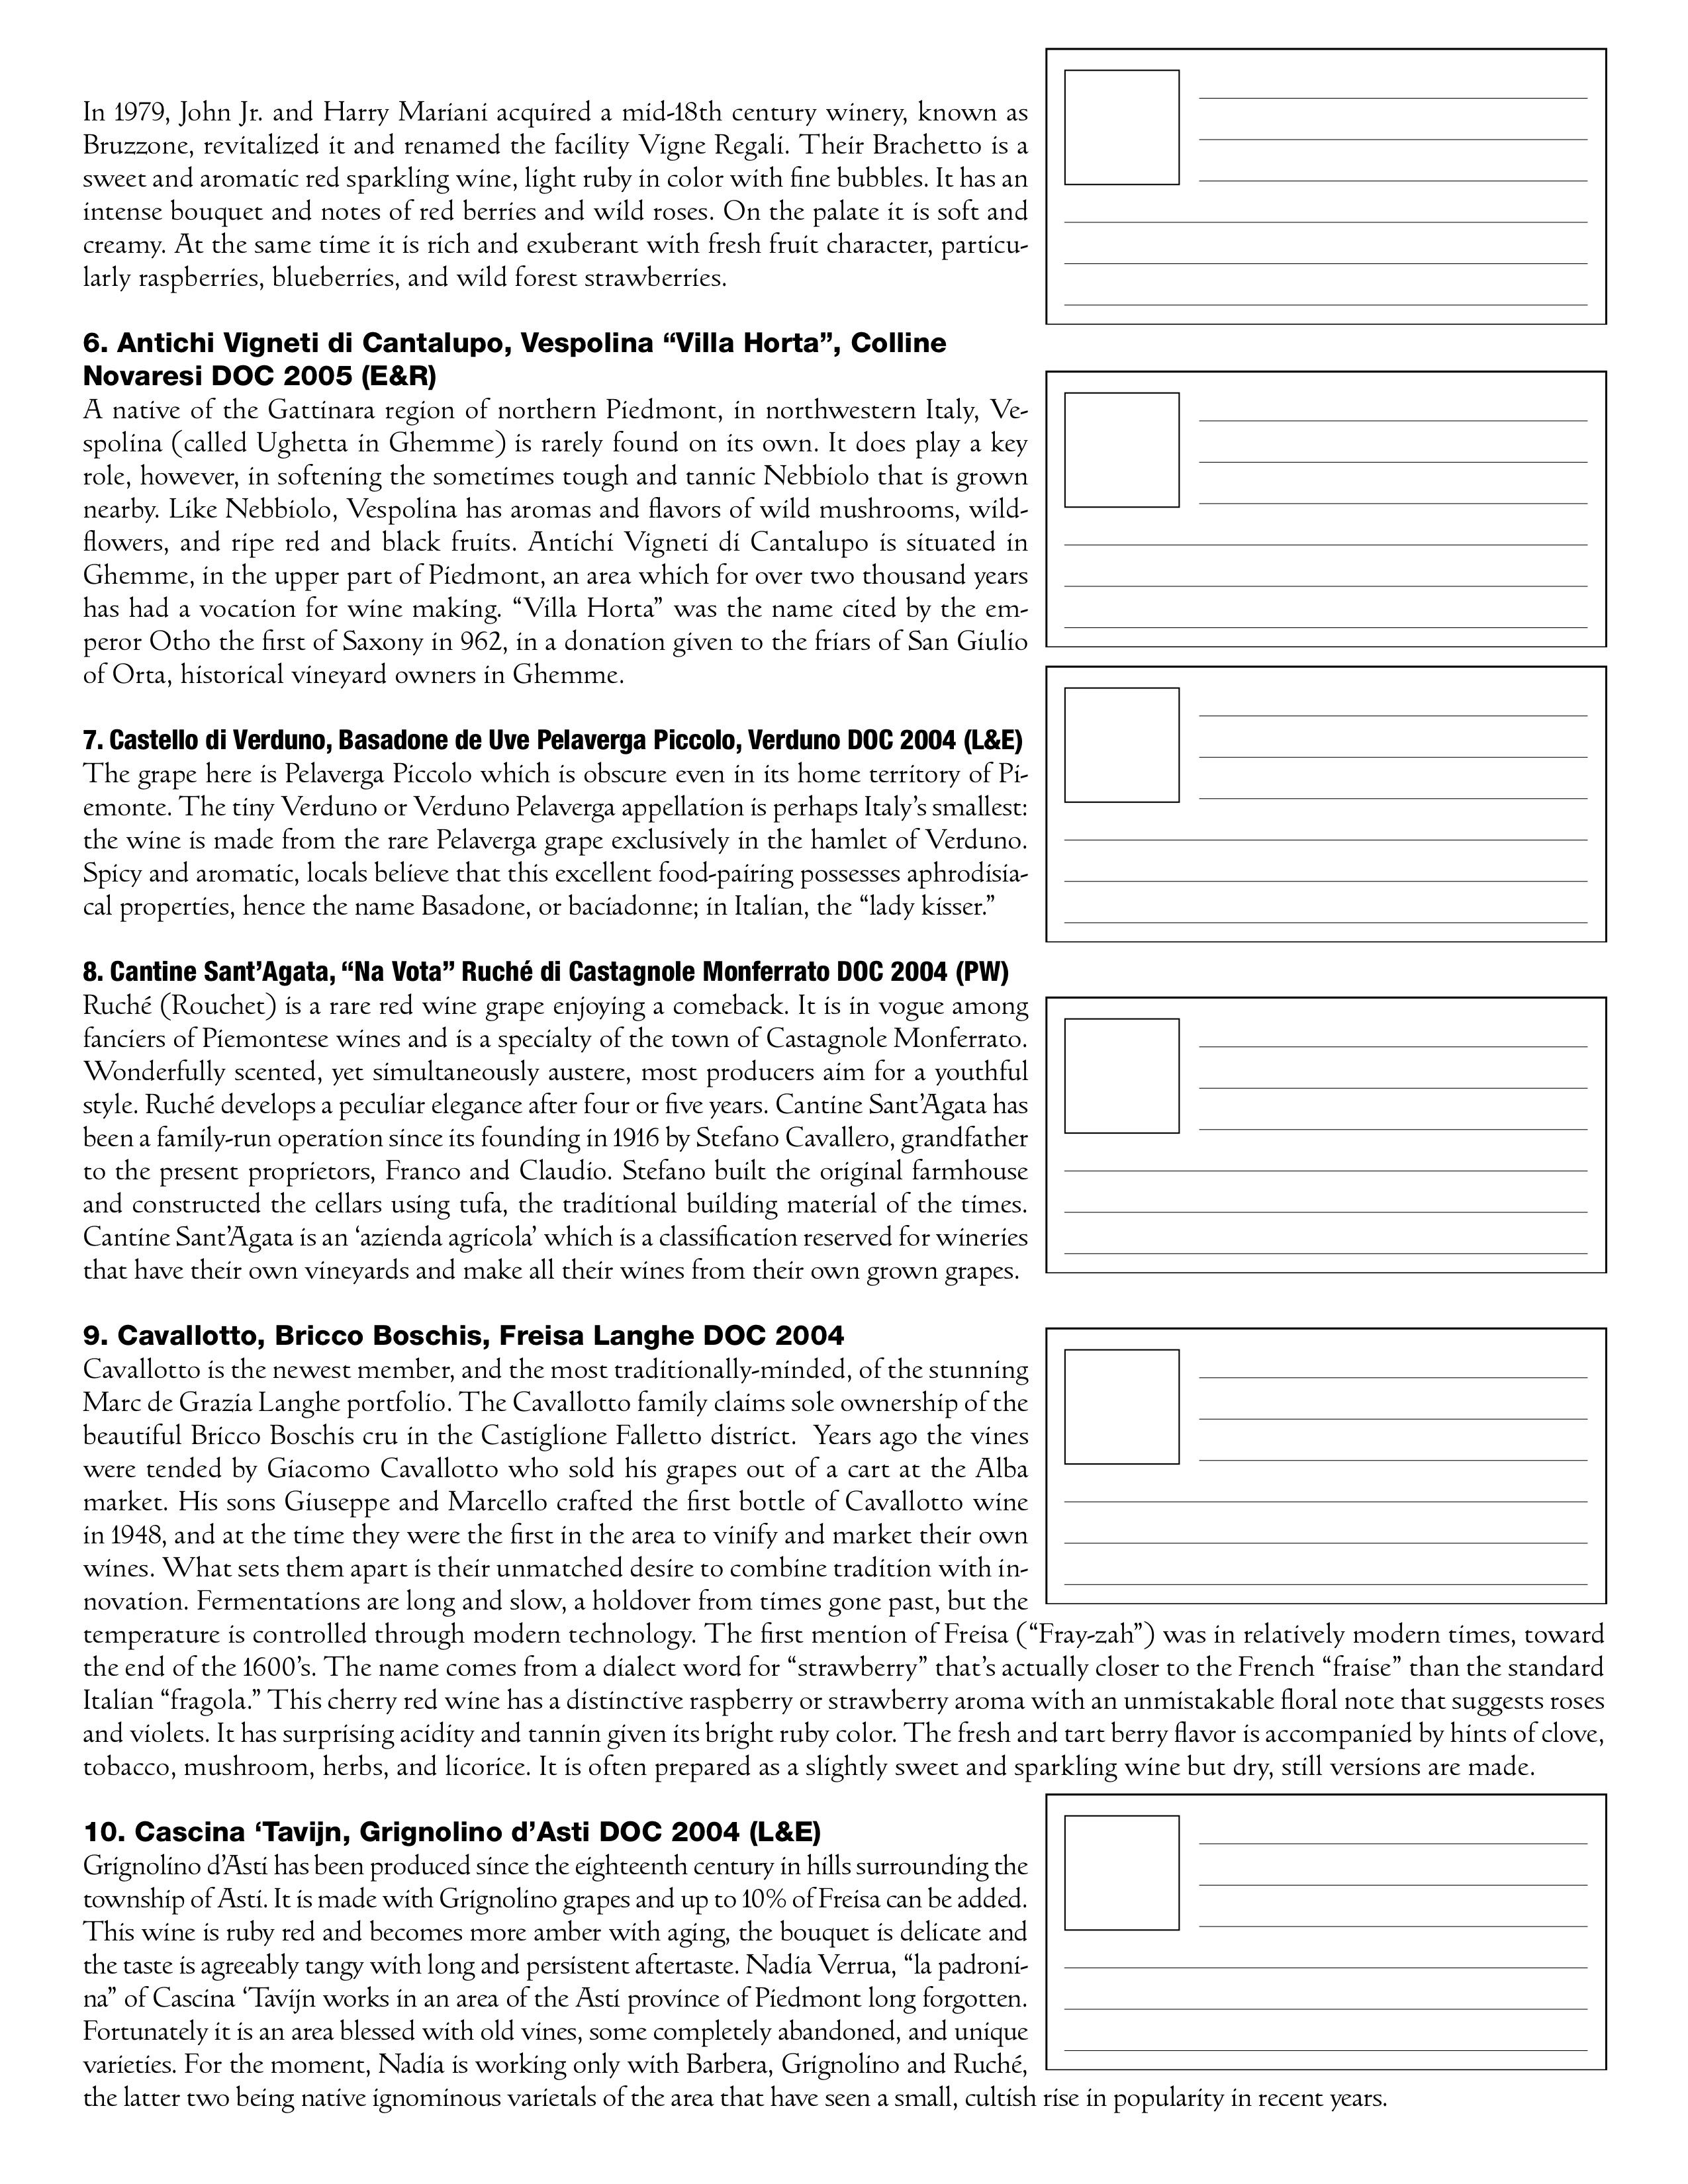 In 1979, John Jr. and Harry Mariani acquired a mid-18th century winery, known as
Bruzzone, revitalized it and renamed the facility Vigne Regali. Their Brachetto is a
sweet and aromatic red sparkling wine, light ruby in color with fine bubbles. It has an
intense bouquet and notes of red berries and wild roses. On the palate it is soft and
creamy. At the same time it is rich and exuberant with fresh fruit character, particu-
larly raspberries, blueberries, and wild forest strawberries.
6. Antichi Vigneti di Cantalupo, Vespolina “Villa Horta”, Colline
Novaresi DOC 2005 (E&R)
A native of the Gattinara region of northern Piedmont, in northwestern Italy, Ve-
spolina (called Ughetta in Ghemme) is rarely found on its own. It does play a key
role, however, in softening the sometimes tough and tannic Nebbiolo that is grown
nearby. Like Nebbiolo, Vespolina has aromas and flavors of wild mushrooms, wild-
flowers, and ripe red and black fruits. Antichi Vigneti di Cantalupo is situated in
Ghemme, in the upper part of Piedmont, an area which for over two thousand years
has had a vocation for wine making. “Villa Horta” was the name cited by the em-
peror Otho the first of Saxony in 962, in a donation given to the friars of San Giulio
of Orta, historical vineyard owners in Ghemme.
7. Castello di Verduno, Basadone de Uve Pelaverga Piccolo, Verduno DOC 2004 (L&E)
The grape here is Pelaverga Piccolo which is obscure even in its home territory of Pi-
emonte. The tiny Verduno or Verduno Pelaverga appellation is perhaps Italy’s smallest:
the wine is made from the rare Pelaverga grape exclusively in the hamlet of Verduno.
Spicy and aromatic, locals believe that this excellent food-pairing possesses aphrodisia-
cal properties, hence the name Basadone, or baciadonne; in Italian, the “lady kisser.”
8. Cantine Sant’Agata, “Na Vota” Ruché di Castagnole Monferrato DOC 2004 (PW)
Ruché (Rouchet) is a rare red wine grape enjoying a comeback. It is in vogue among
fanciers of Piemontese wines and is a specialty of the town of Castagnole Monferrato.
Wonderfully scented, yet simultaneously austere, most producers aim for a youthful
style. Ruché develops a peculiar elegance after four or five years. Cantine Sant’Agata has
been a family-run operation since its founding in 1916 by Stefano Cavallero, grandfather
to the present proprietors, Franco and Claudio. Stefano built the original farmhouse
and constructed the cellars using tufa, the traditional building material of the times.
Cantine Sant’Agata is an ‘azienda agricola’ which is a classification reserved for wineries
that have their own vineyards and make all their wines from their own grown grapes.
9. Cavallotto, Bricco Boschis, Freisa Langhe DOC 2004
Cavallotto is the newest member, and the most traditionally-minded, of the stunning
Marc de Grazia Langhe portfolio. The Cavallotto family claims sole ownership of the
beautiful Bricco Boschis cru in the Castiglione Falletto district.  Years ago the vines
were tended by Giacomo Cavallotto who sold his grapes out of a cart at the Alba
market. His sons Giuseppe and Marcello crafted the first bottle of Cavallotto wine
in 1948, and at the time they were the first in the area to vinify and market their own
wines. What sets them apart is their unmatched desire to combine tradition with in-
novation. Fermentations are long and slow, a holdover from times gone past, but the
temperature is controlled through modern technology. The first mention of Freisa (“Fray-zah”) was in relatively modern times, toward
the end of the 1600’s. The name comes from a dialect word for “strawberry” that’s actually closer to the French “fraise” than the standard
Italian “fragola.” This cherry red wine has a distinctive raspberry or strawberry aroma with an unmistakable floral note that suggests roses
and violets. It has surprising acidity and tannin given its bright ruby color. The fresh and tart berry flavor is accompanied by hints of clove,
tobacco, mushroom, herbs, and licorice. It is often prepared as a slightly sweet and sparkling wine but dry, still versions are made.
10. Cascina ‘Tavijn, Grignolino d’Asti DOC 2004 (L&E)
Grignolino d’Asti has been produced since the eighteenth century in hills surrounding the
township of Asti. It is made with Grignolino grapes and up to 10% of Freisa can be added.
This wine is ruby red and becomes more amber with aging, the bouquet is delicate and
the taste is agreeably tangy with long and persistent aftertaste. Nadia Verrua, “la padroni-
na” of Cascina ‘Tavijn works in an area of the Asti province of Piedmont long forgotten.
Fortunately it is an area blessed with old vines, some completely abandoned, and unique
varieties. For the moment, Nadia is working only with Barbera, Grignolino and Ruché,
the latter two being native ignominous varietals of the area that have seen a small, cultish rise in popularity in recent years.